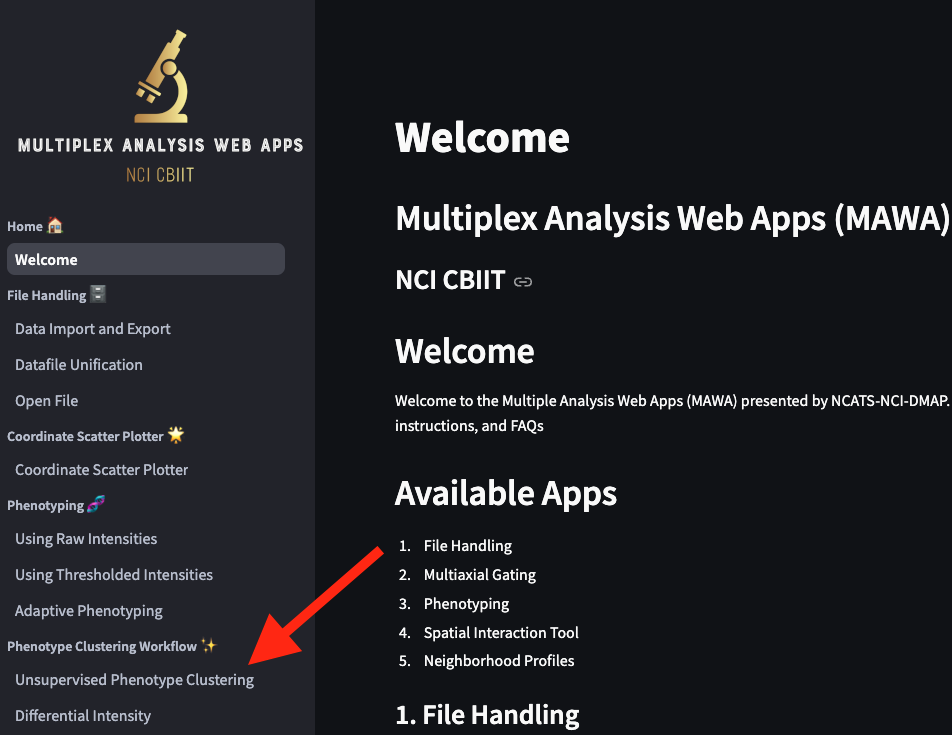 MULTIPLEX ANALYSIS WEB APPS
NCI CBIIT
Home 🏠
Welcome
File Handling 🗄️
Data Import and Export
Datafile Unification
Open File
Coordinate Scatter Plotter 🌟
Coordinate Scatter Plotter
Phenotyping 🧬
Using Raw Intensities
Using Thresholded Intensities
Adaptive Phenotyping
Phenotype Clustering Workflow ✨
Unsupervised Phenotype Clustering
Differential Intensity
Welcome
Multiplex Analysis Web Apps (MAWA)
NCI CBIIT
Welcome
Welcome to the Multiple Analysis Web Apps (MAWA) presented by NCATS-NCI-DMAP.
instructions, and FAQs
Available Apps
1. File Handling
2. Multiaxial Gating
3. Phenotyping
4. Spatial Interaction Tool
5. Neighborhood Profiles
1. File Handling